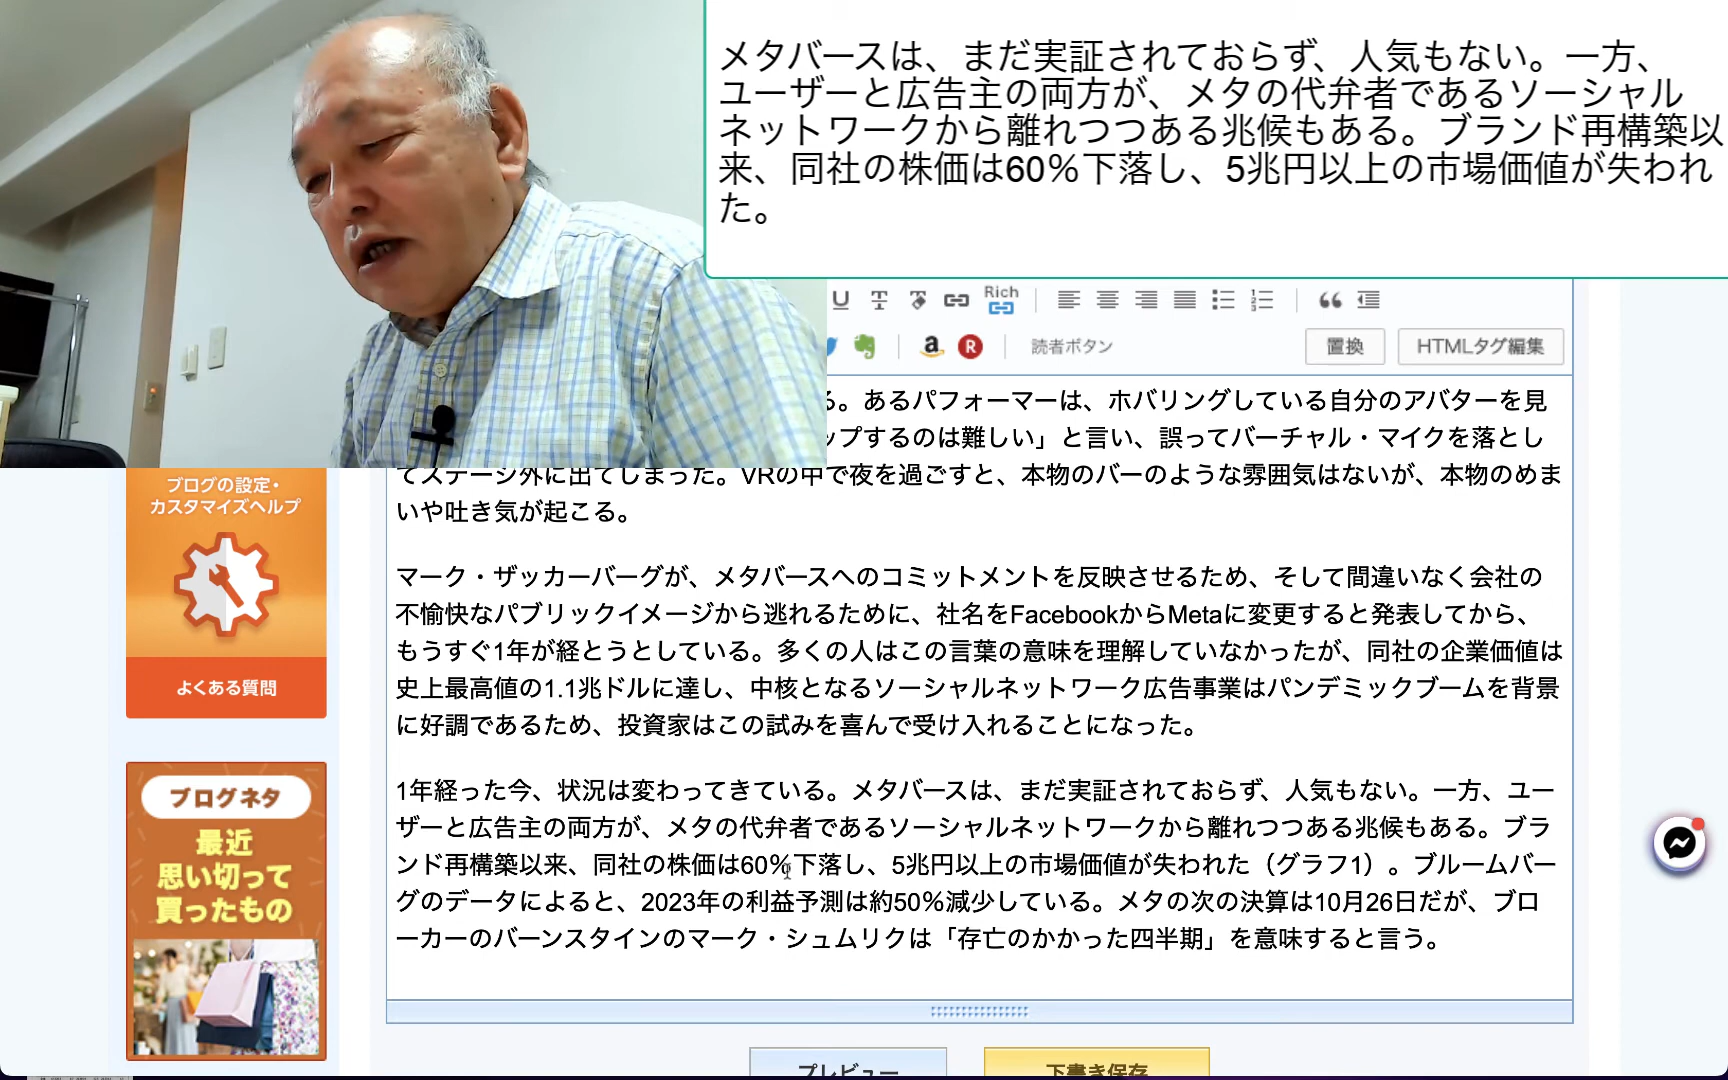 メタバースは、まだ実証されておらず、人気もない。一方、
ユーザーと広告主の両方が、メタの代弁者であるソーシャル
ネットワークから離れつつある兆候もある。ブランド再構築以
来、同社の株価は60%下落し、5兆円以上の市場価値が失われ
た。
U T Rich
a R 読者ボタン 置換 HTMLタグ編集
る。あるパフォーマーは、ホバリングしている自分のアバターを見
ップするのは難しい」と言い、誤ってバーチャル・マイクを落とし
てステージ外に出てしまった。VRの中で夜を過ごすと、本物のバーのような雰囲気はないが、本物のめま
いや吐き気が起こる。
マーク・ザッカーバーグが、メタバースへのコミットメントを反映させるため、そして間違いなく会社の
不愉快なパブリックイメージから逃れるために、社名をFacebookからMetaに変更すると発表してから、
もうすぐ1年が経とうとしている。多くの人はこの言葉の意味を理解していなかったが、同社の企業価値は
史上最高値の1.1兆ドルに達し、中核となるソーシャルネットワーク広告事業はパンデミックブームを背景
に好調であるため、投資家はこの試みを喜んで受け入れることになった。
1年経った今、状況は変わってきている。メタバースは、まだ実証されておらず、人気もない。一方、ユー
ザーと広告主の両方が、メタの代弁者であるソーシャルネットワークから離れつつある兆候もある。ブラ
ンド再構築以来、同社の株価は60%下落し、5兆円以上の市場価値が失われた（グラフ1）。ブルームバー
グのデータによると、2023年の利益予測は約50%減少している。メタの次の決算は10月26日だが、ブロ
ーカーのバーンスタインのマーク・シュムリクは「存亡のかかった四半期」を意味すると言う。
ブログの設定・
カスタマイズヘルプ
よくある質問
ブログネタ
最近
思い切って
買ったもの
プレビュー
下書き保存